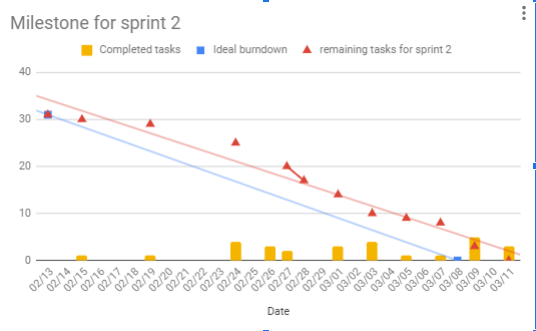 Milestone for sprint 2
Completed tasks Ideal burndown remaining tasks for sprint 2
40
30
20
10
0
02/13 02/14 02/15 02/16 02/17 02/18 02/19 02/20 02/21 02/22 02/23 02/24 02/25 02/26 02/27 02/28 02/29 03/01 03/02 03/03 03/04 03/05 03/06 03/07 03/08 03/09 03/10 03/11
Date